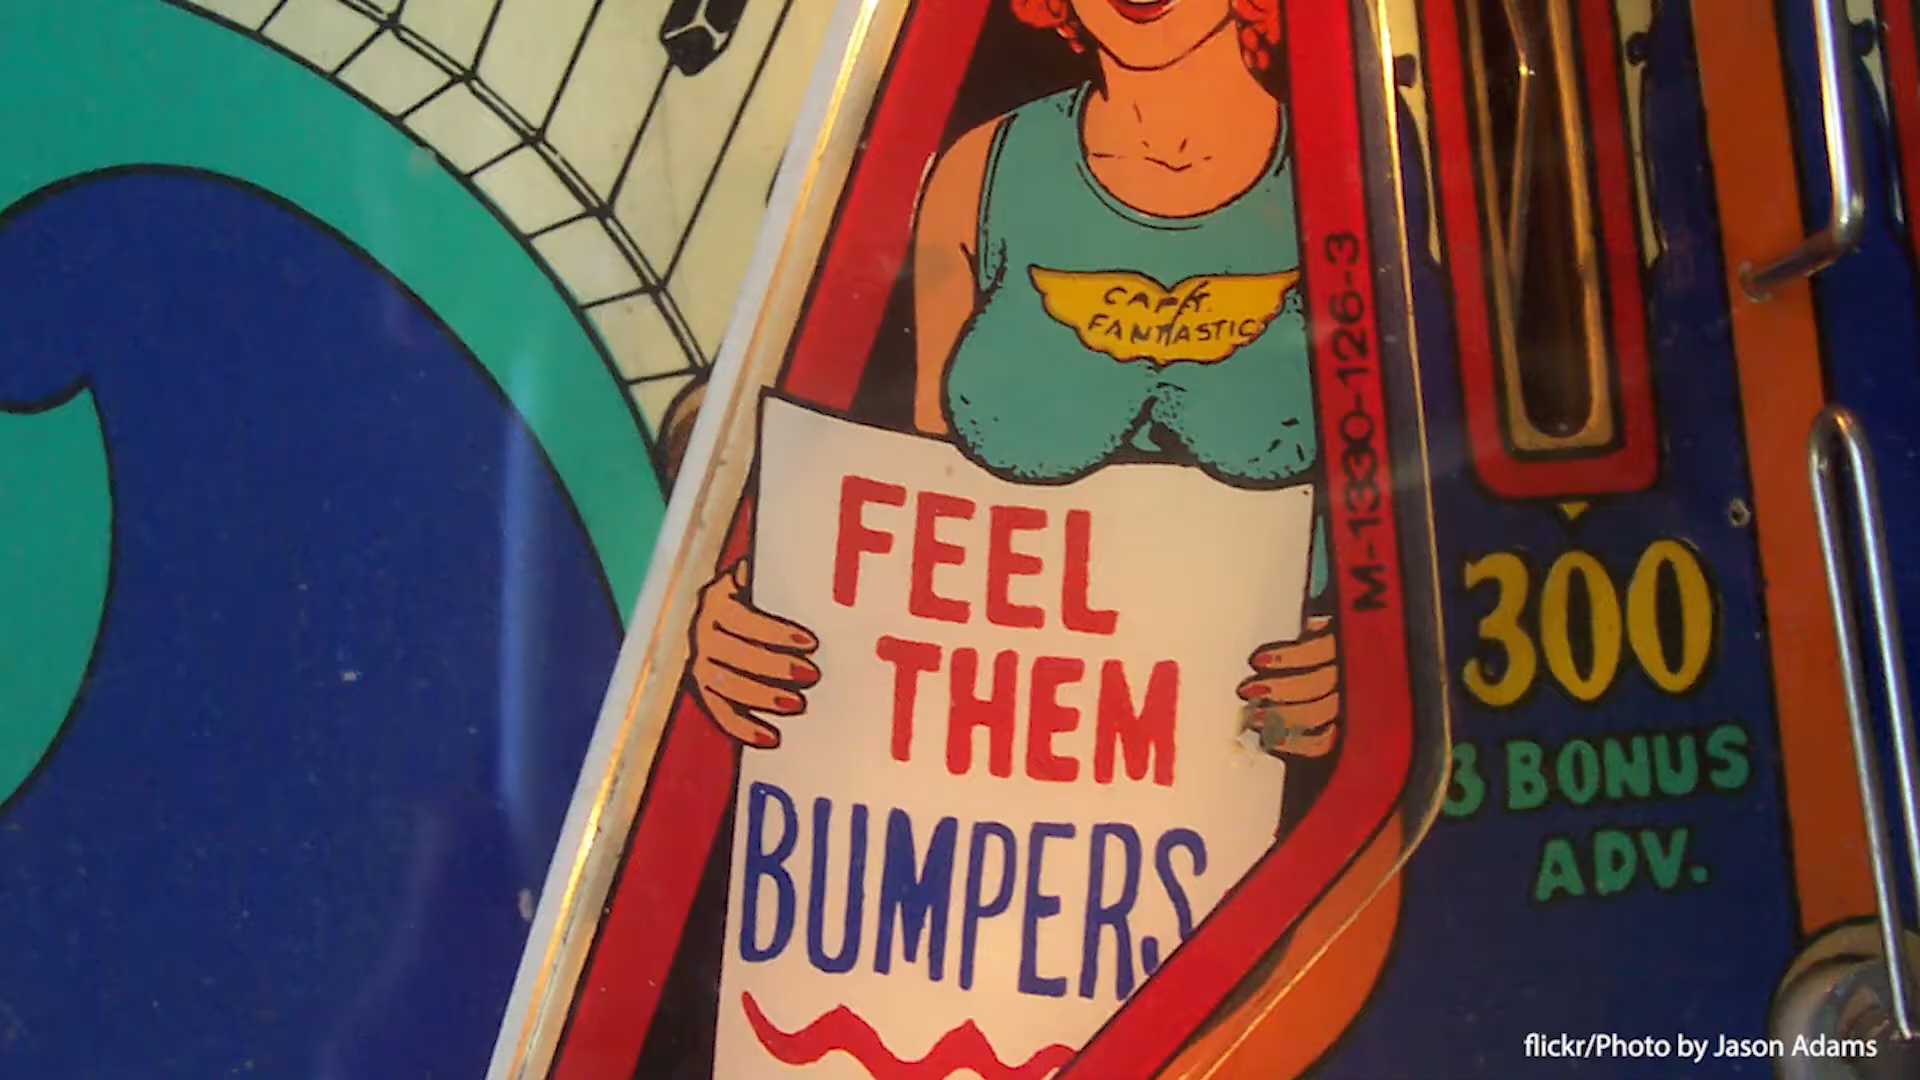 CAPT.
FANTASTIC
M-1330-126-3
FEEL
THEM
BUMPERS
300
3 BONUS
ADV.
flickr/Photo by Jason Adams